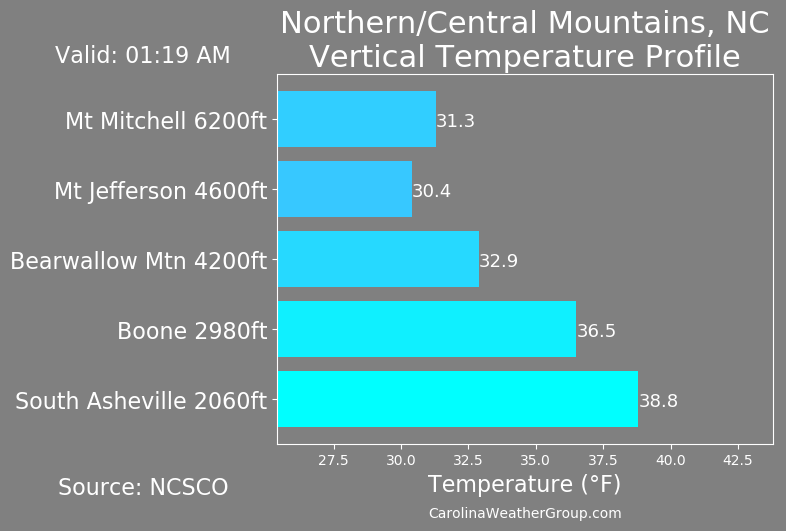 Northern/Central Mountains, NC
Vertical Temperature Profile
Valid: 01:19 AM
Mt Mitchell 6200ft
31.3
Mt Jefferson 4600ft
30.4
Bearwallow Mtn 4200ft
32.9
Boone 2980ft
36.5
South Asheville 2060ft
38.8
27.5 30.0 32.5 35.0 37.5 40.0 42.5
Temperature (°F)
Source: NCSCO
CarolinaWeatherGroup.com